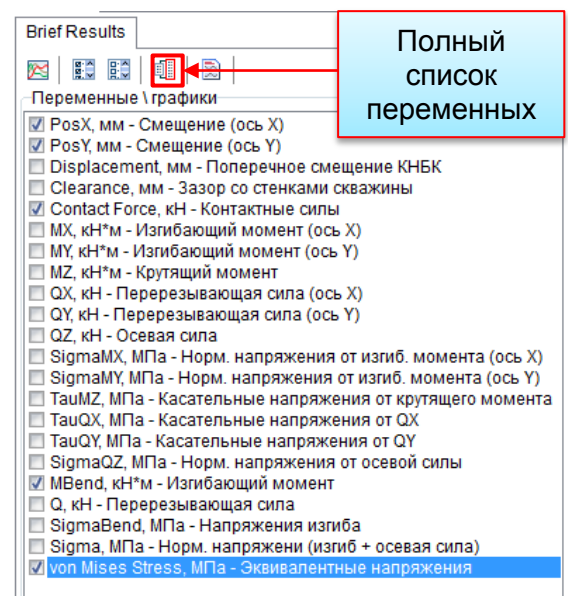 Brief Results
Полный
список
переменных
Переменные \ графики
PosX, мм - Смещение (ось X)
PosY, мм - Смещение (ось Y)
Displacement, мм - Поперечное смещение КНБК
Clearance, мм - Зазор со стенками скважины
Contact Force, кН - Контактные силы
MX, кН*м - Изгибающий момент (ось X)
MY, кН*м - Изгибающий момент (ось Y)
MZ, кН*м - Крутящий момент
QX, кН - Перерезывающая сила (ось X)
QY, кН - Перерезывающая сила (ось Y)
QZ, кН - Осевая сила
SigmaMX, МПа - Норм. напряжения от изгиб. момента (ось X)
SigmaMY, МПа - Норм. напряжения от изгиб. момента (ось Y)
TauMZ, МПа - Касательные напряжения от крутящего момента
TauQX, МПа - Касательные напряжения от QX
TauQY, МПа - Касательные напряжения от QY
SigmaQZ, МПа - Норм. напряжения от осевой силы
MBend, кН*м - Изгибающий момент
Q, кН - Перерезывающая сила
SigmaBend, МПа - Напряжения изгиба
Sigma, МПа - Норм. напряжени (изгиб + осевая сила)
von Mises Stress, МПа - Эквивалентные напряжения